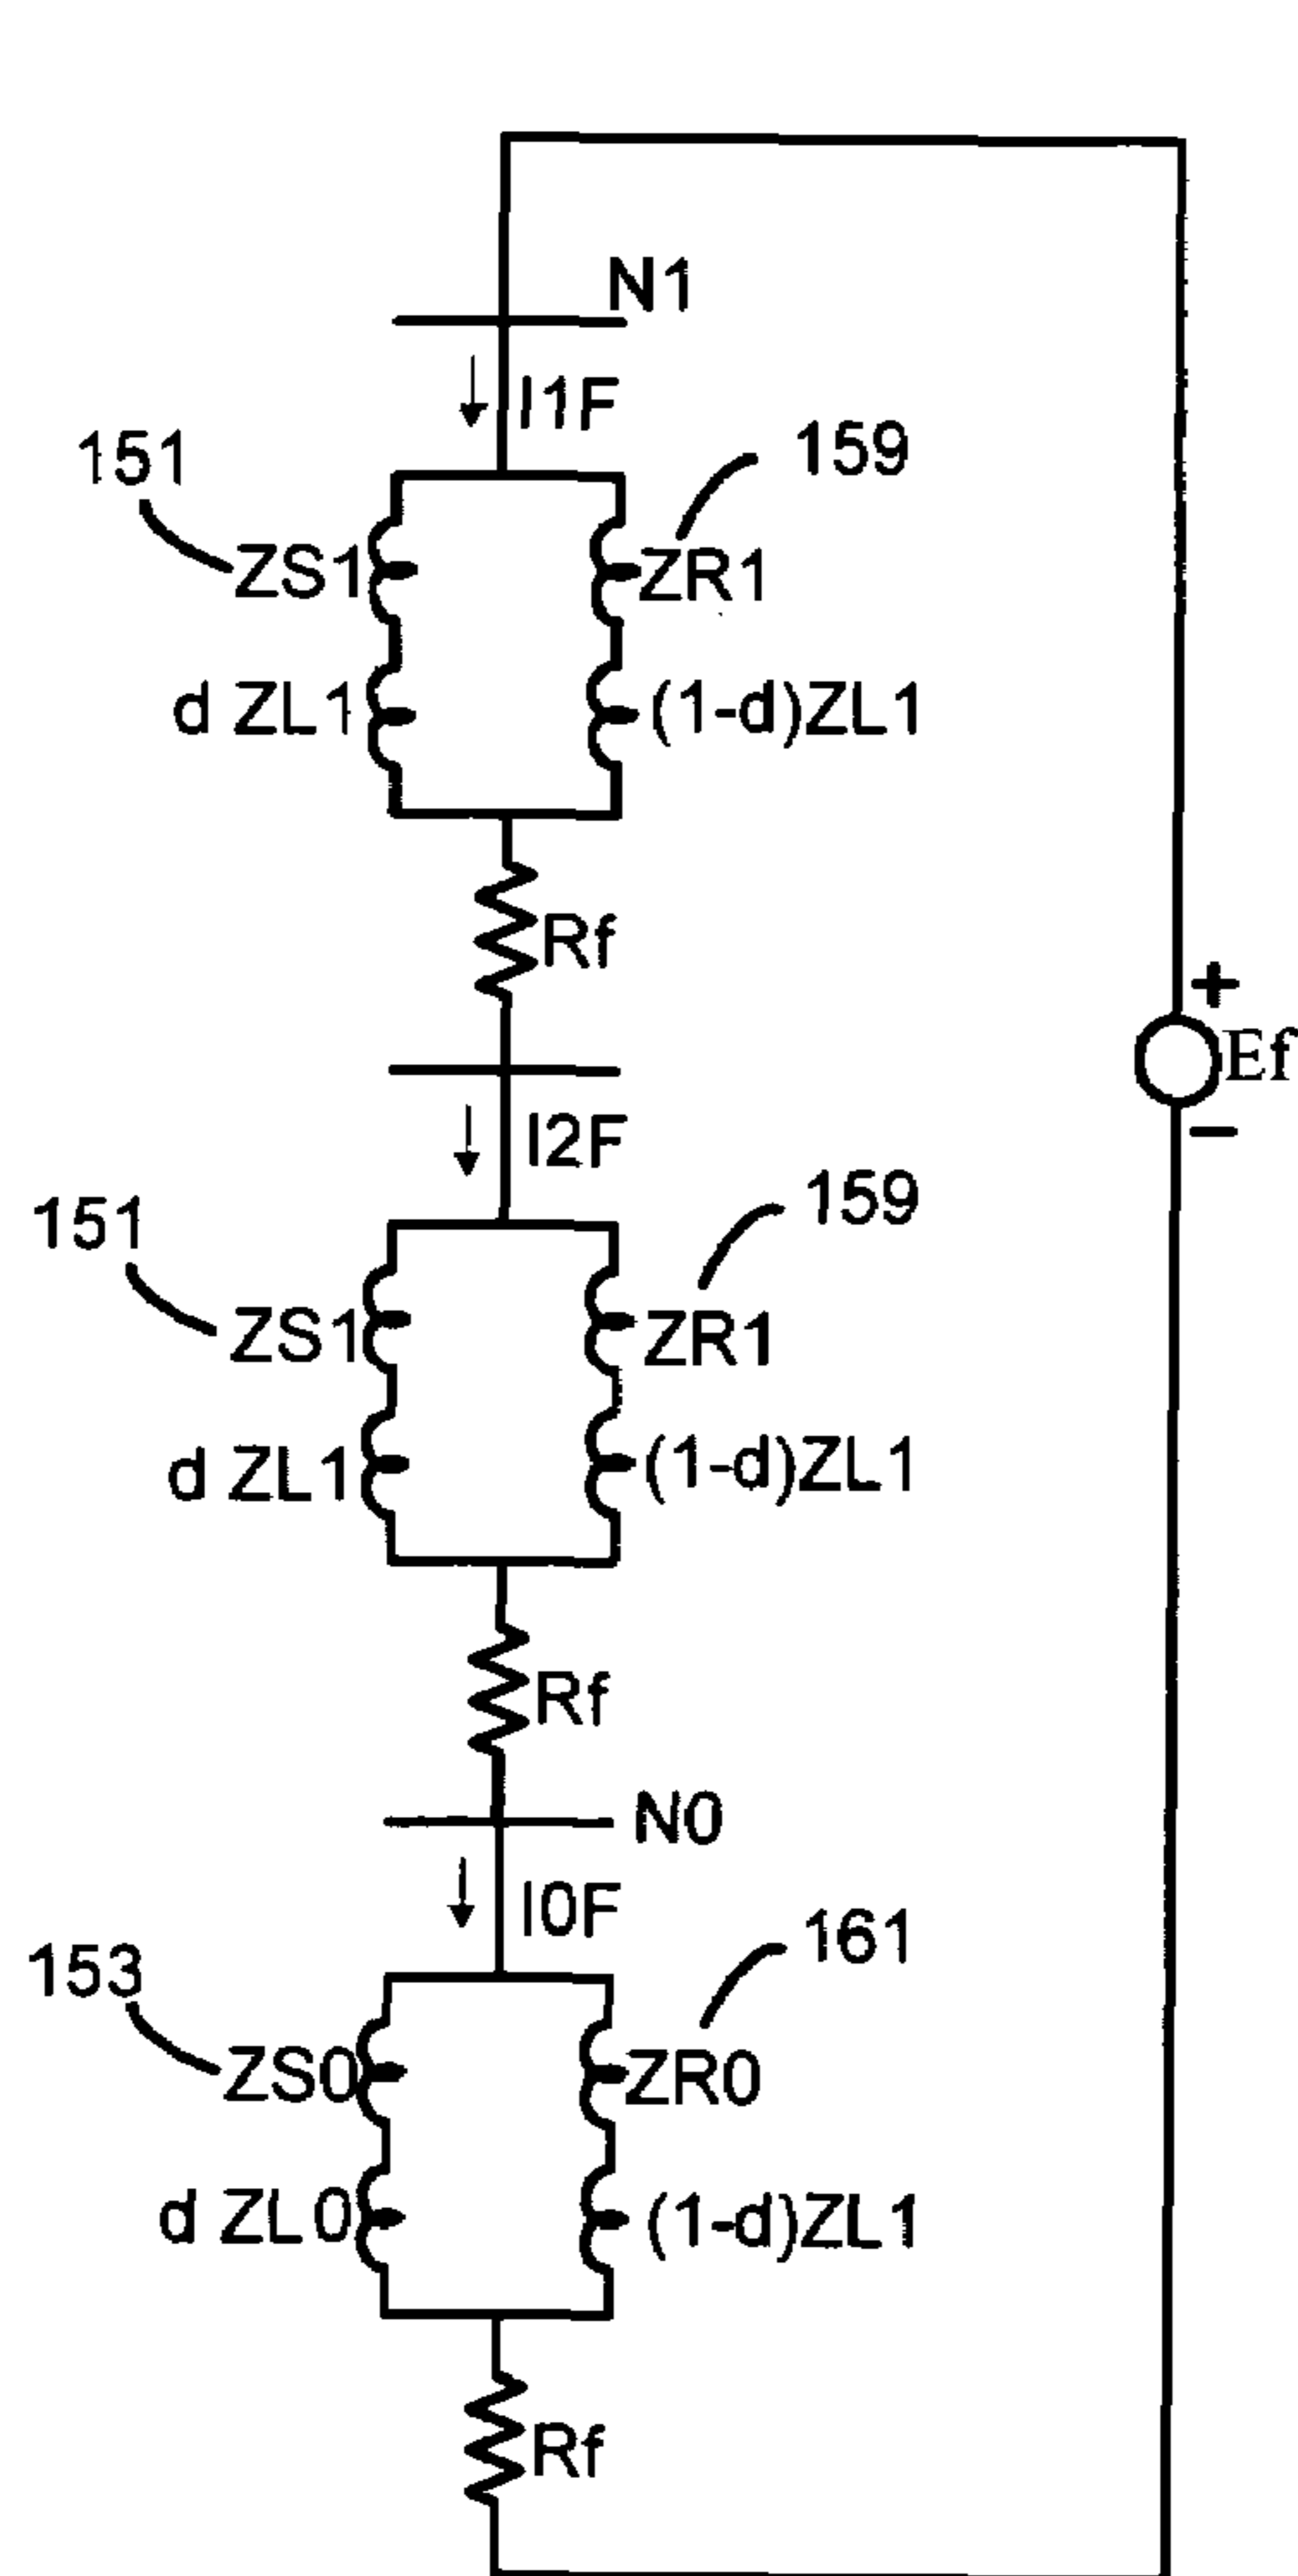 N1
I1F
151
159
ZS1
ZR1
d ZL1
(1-d)ZL1
Rf
+
Ef
−
I2F
151
159
ZS1
ZR1
d ZL1
(1-d)ZL1
Rf
N0
I0F
153
161
ZS0
ZR0
d ZL0
(1-d)ZL1
Rf